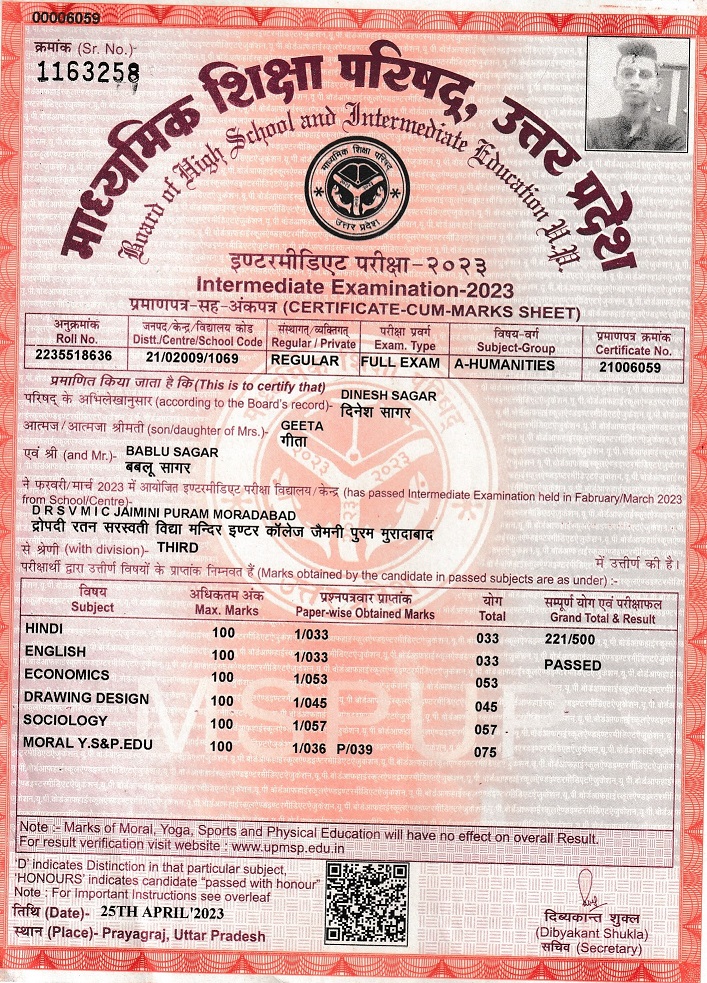 00006059
क्रमांक (Sr. No.)-
1163258
माध्यमिक शिक्षा परिषद्, उत्तर प्रदेश
Board of High School and Intermediate Education U.P.
माध्यमिक शिक्षा परिषद्
उत्तर प्रदेश
इण्टरमीडिएट परीक्षा-२०२३
Intermediate Examination-2023
प्रमाणपत्र-सह-अंकपत्र (CERTIFICATE-CUM-MARKS SHEET)
अनुक्रमांक जनपद/केन्द्र/विद्यालय कोड संस्थागत्/व्यक्तिगत् परीक्षा प्रवर्ग विषय-वर्ग प्रमाणपत्र क्रमांक
Roll No. Distt./Centre/School Code Regular / Private Exam. Type Subject-Group Certificate No.
2235518636 21/02009/1069 REGULAR FULL EXAM A-HUMANITIES 21006059
प्रमाणित किया जाता है कि (This is to certify that)
परिषद् के अभिलेखानुसार (according to the Board's record)- DINESH SAGAR
दिनेश सागर
आत्मज/आत्मजा श्रीमती (son/daughter of Mrs.)- GEETA
गीता
एवं श्री (and Mr.)- BABLU SAGAR
बबलू सागर
ने फरवरी/मार्च 2023 में आयोजित इण्टरमीडिएट परीक्षा विद्यालय/केन्द्र (has passed Intermediate Examination held in Fabruary/March 2023
from School/Centre)-
D R S V M I C JAIMINI PURAM MORADABAD
द्रोपदी रतन सरस्वती विद्या मन्दिर इण्टर कॉलेज जैमनी पुरम मुरादाबाद
से श्रेणी (with division)- THIRD में उत्तीर्ण की है।
परीक्षार्थी द्वारा उत्तीर्ण विषयों के प्राप्तांक निम्नवत हैं (Marks obtained by the candidate in passed subjects are as under) :-
विषय अधिकतम अंक प्रश्नपत्रवार प्राप्तांक योग सम्पूर्ण योग एवं परीक्षाफल
Subject Max. Marks Paper-wise Obtained Marks Total Grand Total & Result
HINDI 100 1/033 033 221/500
ENGLISH 100 1/033 033 PASSED
ECONOMICS 100 1/053 053
DRAWING DESIGN 100 1/045 045
SOCIOLOGY 100 1/057 057
MORAL Y.S&P.EDU 100 1/036 P/039 075
MSPUP
Note :- Marks of Moral, Yoga, Sports and Physical Education will have no effect on overall Result.
For result verification visit website : www.upmsp.edu.in
'D' indicates Distinction in that particular subject,
'HONOURS' indicates candidate "passed with honour"
Note : For Important Instructions see overleaf
तिथि (Date)- 25TH APRIL'2023
स्थान (Place)- Prayagraj, Uttar Pradesh
दिब्यकान्त शुक्ल
(Dibyakant Shukla)
सचिव (Secretary)